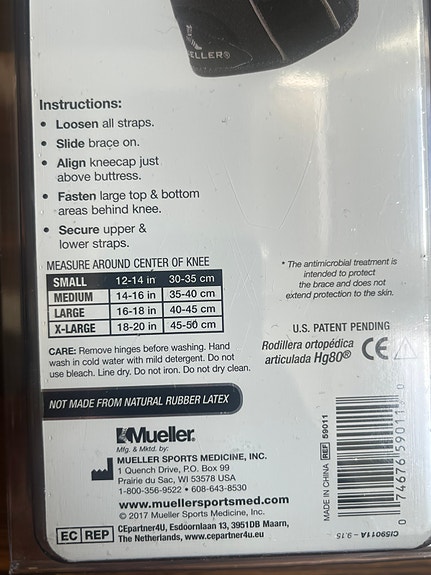 ELLER®
Instructions:
• Loosen all straps.
• Slide brace on.
• Align kneecap just
above buttress.
• Fasten large top & bottom
areas behind knee.
• Secure upper &
lower straps.
MEASURE AROUND CENTER OF KNEE
SMALL 12-14 in 30-35 cm
MEDIUM 14-16 in 35-40 cm
LARGE 16-18 in 40-45 cm
X-LARGE 18-20 in 45-50 cm
* The antimicrobial treatment is
intended to protect
the brace and does not
extend protection to the skin.
U.S. PATENT PENDING
Rodillera ortopédica
articulada Hg80®
CE
CARE: Remove hinges before washing. Hand
wash in cold water with mild detergent. Do not
use bleach. Line dry. Do not iron. Do not dry clean.
NOT MADE FROM NATURAL RUBBER LATEX
Mueller®
Mfg. & Mktd. by:
MUELLER SPORTS MEDICINE, INC.
1 Quench Drive, P.O. Box 99
Prairie du Sac, WI 53578 USA
1-800-356-9522 • 608-643-8530
www.muellersportsmed.com
© 2017 Mueller Sports Medicine, Inc.
EC REP CEpartner4U, Esdoornlaan 13, 3951DB Maarn,
The Netherlands, www.cepartner4u.eu
MADE IN CHINA REF 59011
0 74676 59011 0
CIS9011A – 9.15